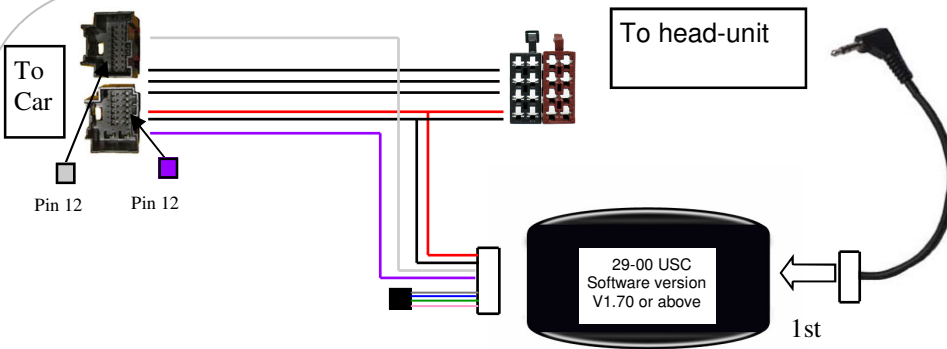 To head-unit
To
Car
Pin 12
Pin 12
29-00 USC
Software version
V1.70 or above
1st